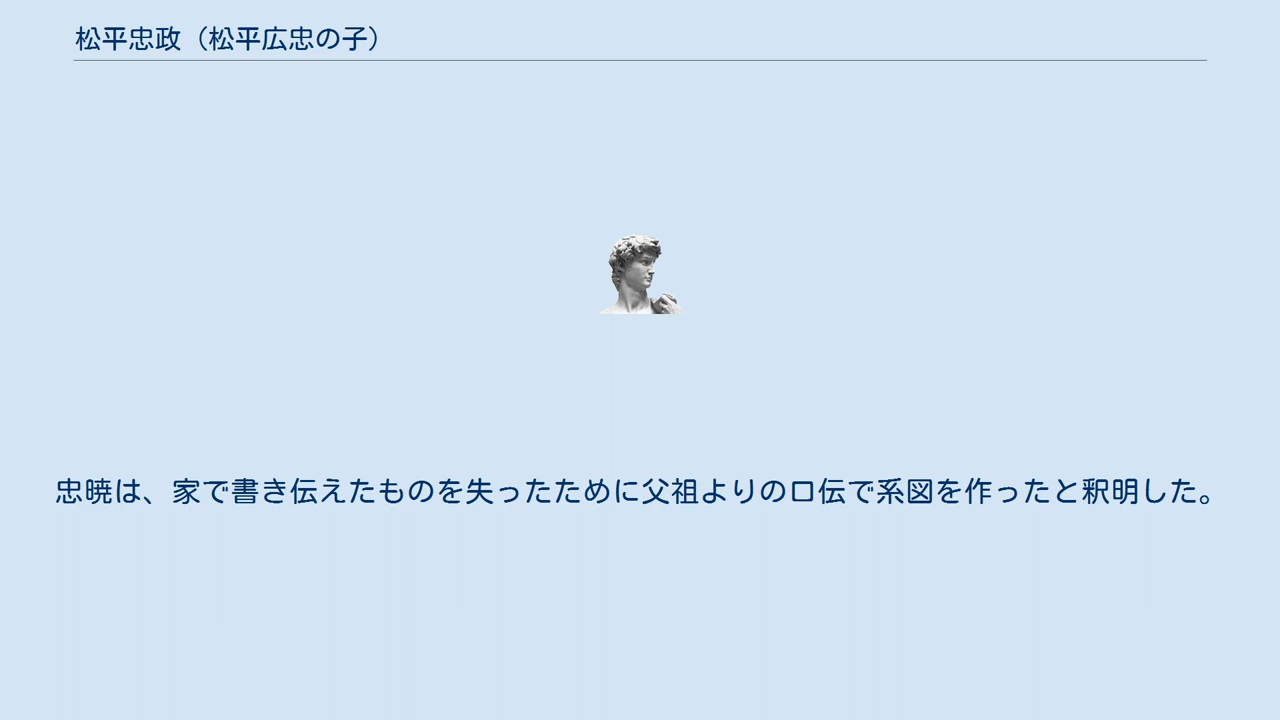 松平忠政（松平広忠の子）
忠暁は、家で書き伝えたものを失ったために父祖よりの口伝で系図を作ったと釈明した。